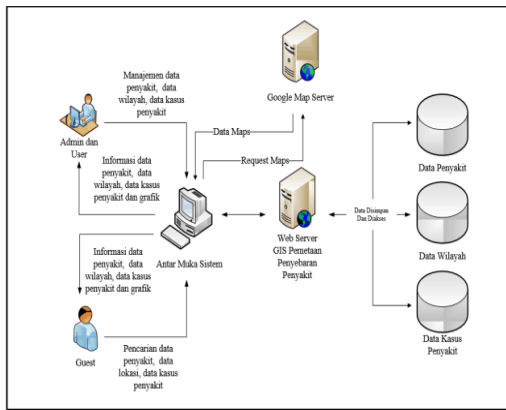 Manajemen data
penyakit, data
wilayah, data kasus
penyakit
Google Map Server
Admin dan
User
Data Maps
Request Maps
Informasi data
penyakit, data
wilayah, data kasus
penyakit dan grafik
Data Penyakit
Antar Muka Sistem
Web Server
GIS Pemetaan
Penyebaran
Penyakit
Data Disimpan
Dan Diakses
Data Wilayah
Informasi data
penyakit, data
wilayah, data kasus
penyakit dan grafik
Guest
Pencarian data
penyakit, data
lokasi, data kasus
penyakit
Data Kasus
Penyakit